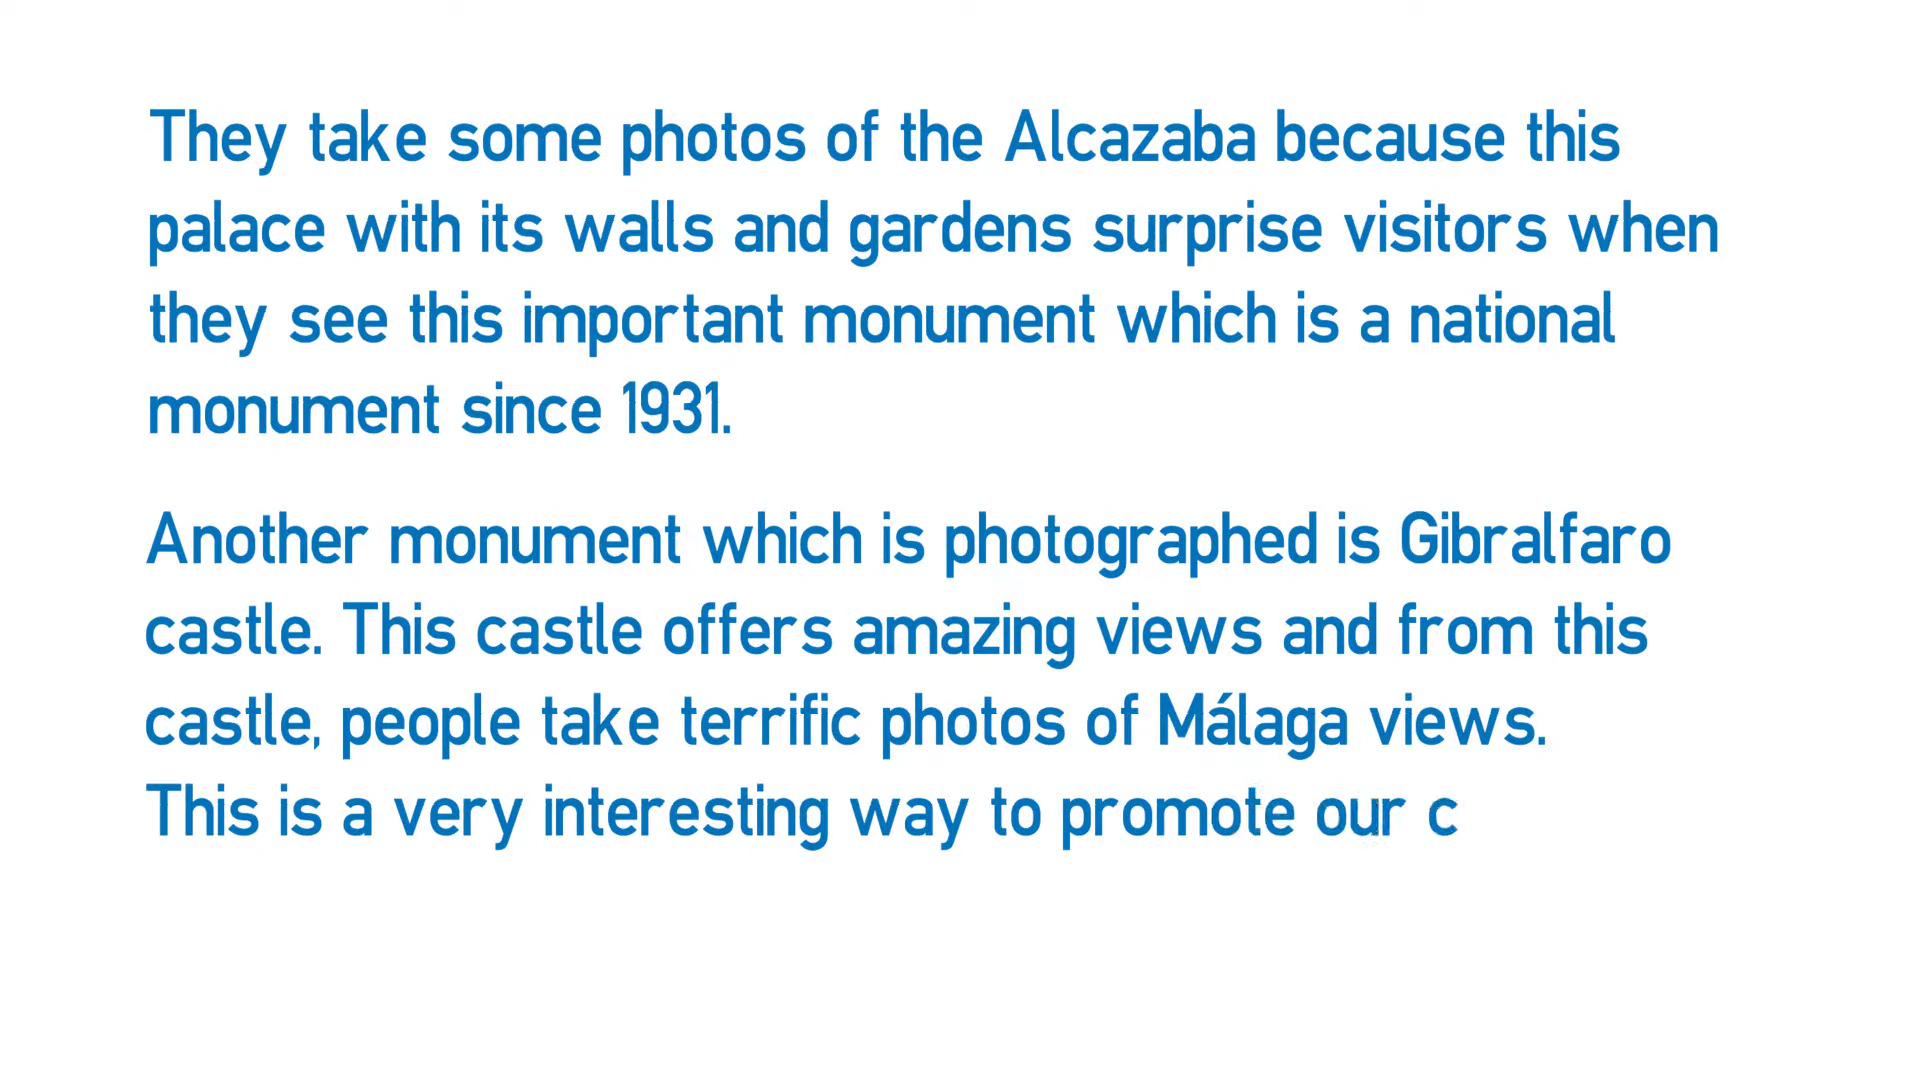 They take some photos of the Alcazaba because this
palace with its walls and gardens surprise visitors when
they see this important monument which is a national
monument since 1931.
Another monument which is photographed is Gibralfaro
castle. This castle offers amazing views and from this
castle, people take terrific photos of Málaga views.
This is a very interesting way to promote our c